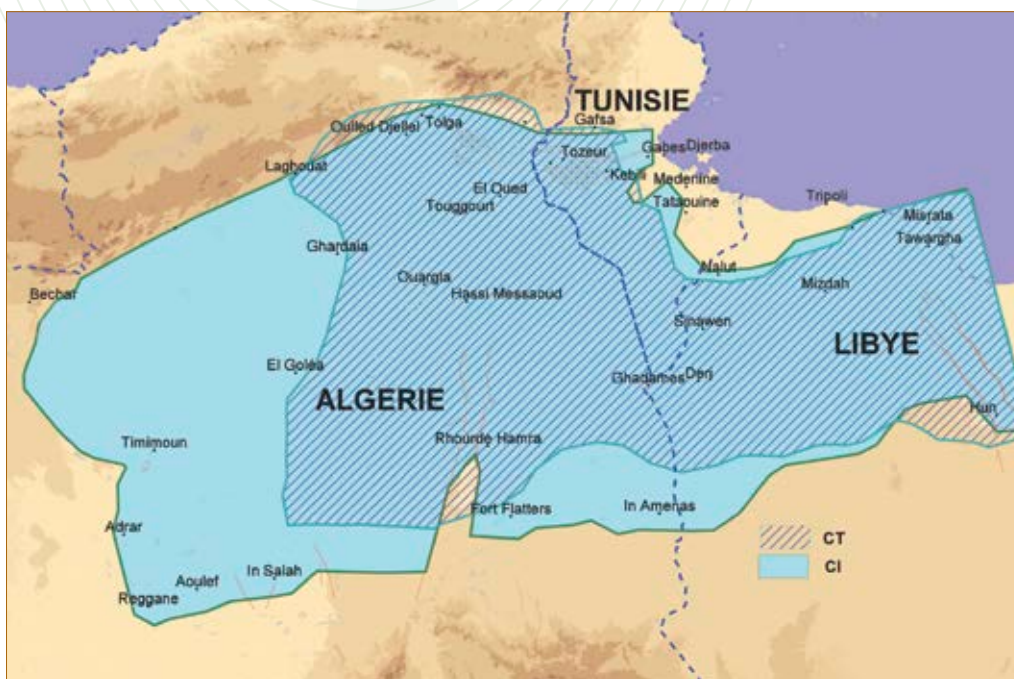 TUNISIE
Gafsa
Oulled Djellel
Tolga
Tozeur
Gabes
Djerba
Laghouat
Kebili
Medenine
El Oued
Touggourt
Tataouine
Tripoli
Misrata
Tawargha
Ghardaia
Nalut
Ouargla
Hassi Messaoud
Mizdah
Bechar
Sinawen
LIBYE
El Goléa
Ghadames
Derj
ALGERIE
Hun
Timimoun
Rhourde Hamra
Fort Flatters
In Amenas
Adrar
CT
CI
In Salah
Aoulef
Reggane